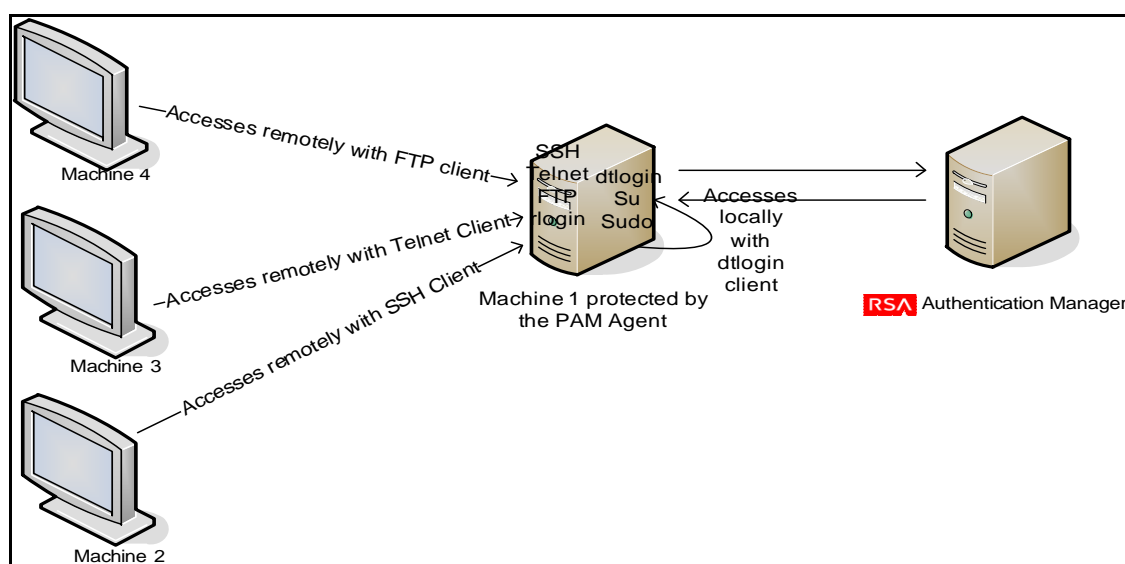 Accesses remotely with FTP client
Machine 4
Accesses remotely with Telnet Client
Machine 3
Accesses remotely with SSH Client
Machine 2
SSH
Telnet
FTP
rlogin
dtlogin
Su
Sudo
Machine 1 protected by
the PAM Agent
Accesses
locally
with
dtlogin
client
RSA Authentication Manager